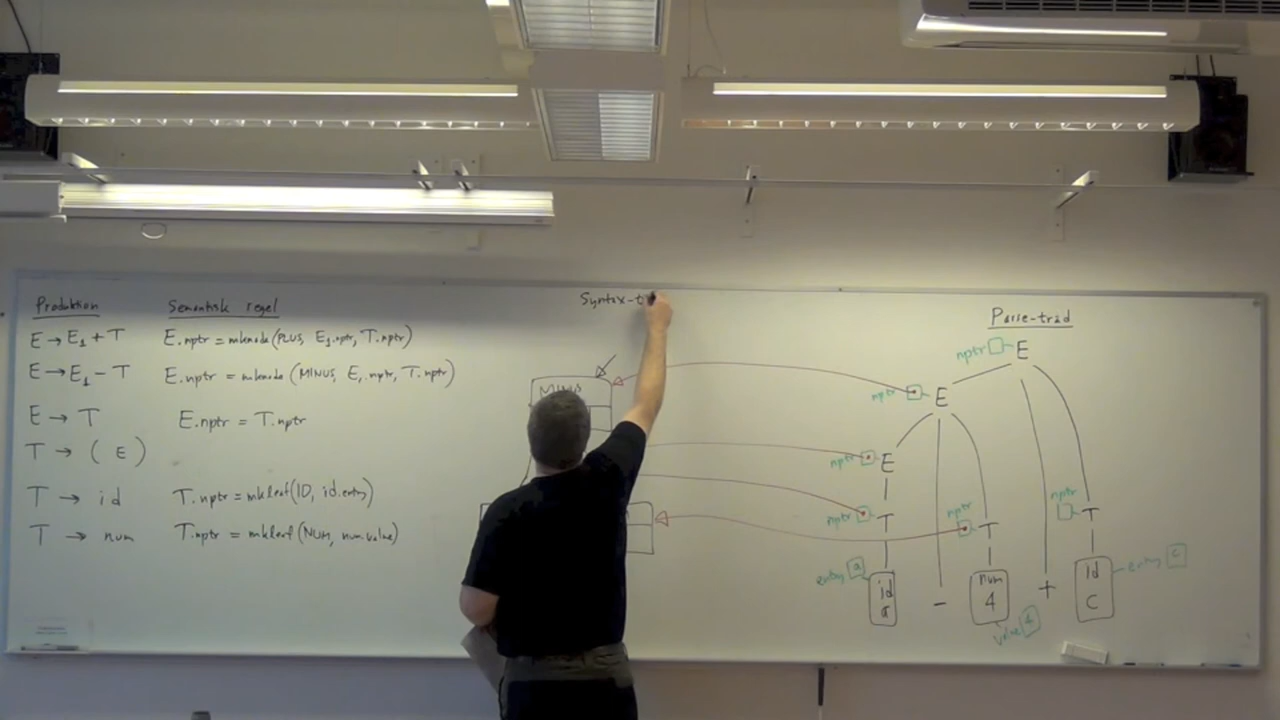 Produktion Semantisk regel
E → E₁ + T E.nptr = mknode(PLUS, E₁.nptr, T.nptr)
E → E₁ - T E.nptr = mknode(MINUS, E₁.nptr, T.nptr)
E → T E.nptr = T.nptr
T → ( E )
T → id T.nptr = mkleaf(ID, id.entry)
T → num T.nptr = mkleaf(NUM, num.value)
Syntax-t
MINUS
Parse-träd
nptr E
nptr E
nptr E
nptr T
nptr T
nptr T
entry a
id a
-
num 4
value 4
+
id c
entry c